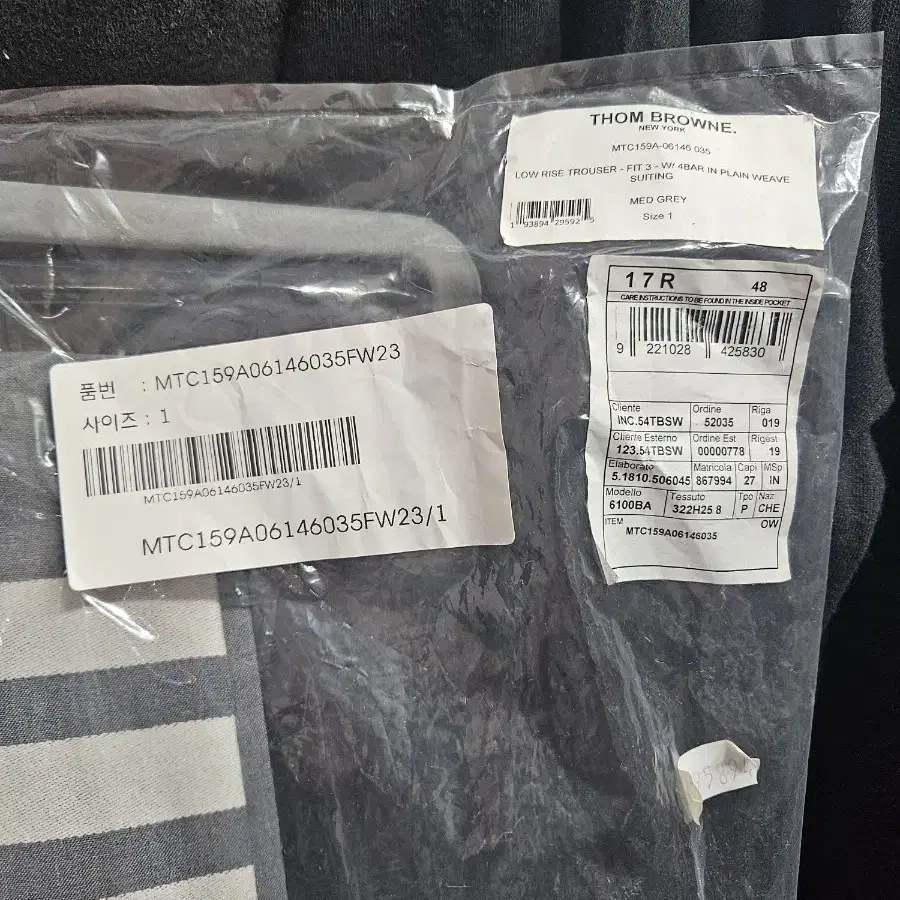 THOM BROWNE.
NEW YORK
MTC159A-06146 035
LOW RISE TROUSER - FIT 3 - W/ 4BAR IN PLAIN WEAVE
SUITING
MED GREY
Size 1
1 93894 29592 5
17R 48
CARE INSTRUCTIONS TO BE FOUND IN THE INSIDE POCKET
9 221028 425830
Cliente Ordine Riga
INC.54TBSW 52035 019
Cliente Esterno Ordine Est Rigest
123.54TBSW 00000778 19
Elaborato Matricola Capi MSp
5.1810.506045 867994 27 IN
Modello Tessuto Tpo Naz
6100BA 322H25 8 P CHE
ITEM OW
MTC159A06146035
품번 : MTC159A06146035FW23
사이즈 : 1
MTC159A06146035FW23/1
MTC159A06146035FW23/1